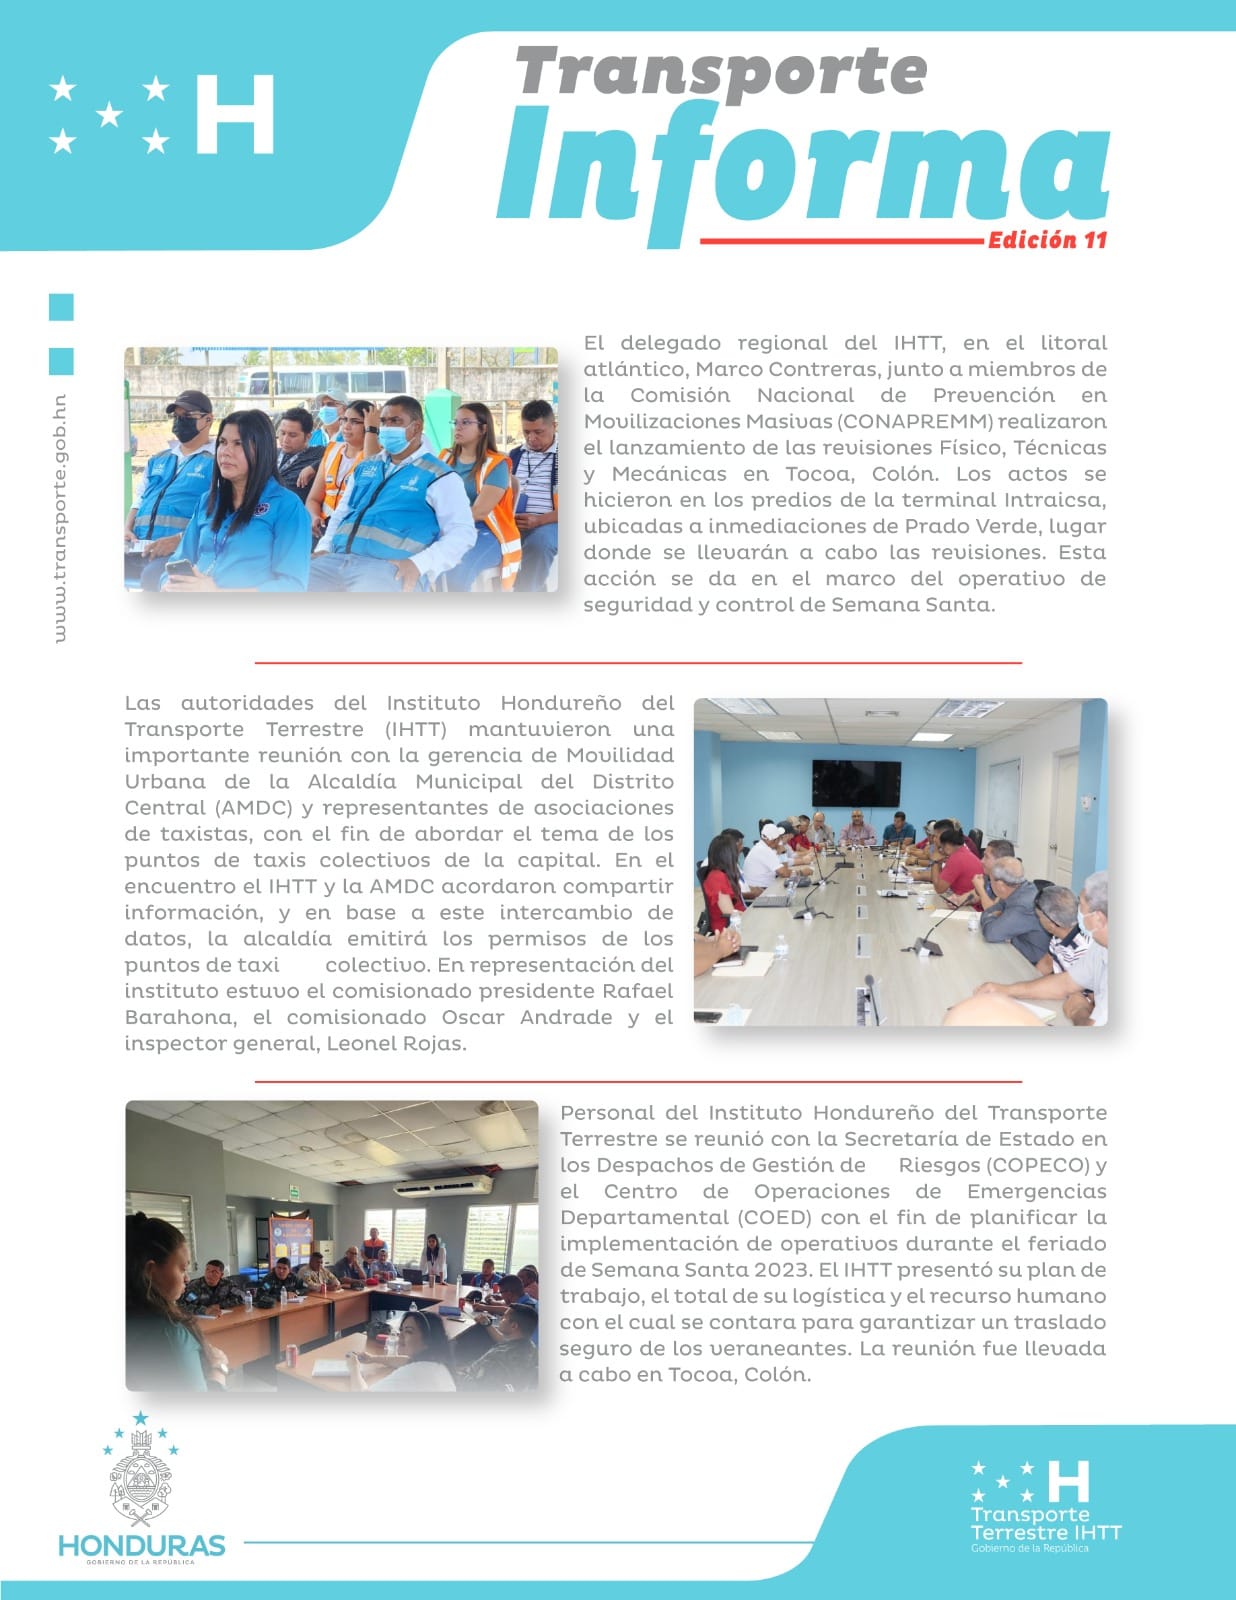 H
Transporte
Informa
Edición 11
www.transporte.gob.hn
El delegado regional del IHTT, en el litoral
atlántico, Marco Contreras, junto a miembros de
la Comisión Nacional de Prevención en
Movilizaciones Masivas (CONAPREMM) realizaron
el lanzamiento de las revisiones Físico, Técnicas
y Mecánicas en Tocoa, Colón. Los actos se
hicieron en los predios de la terminal Intraicsa,
ubicadas a inmediaciones de Prado Verde, lugar
donde se llevarán a cabo las revisiones. Esta
acción se da en el marco del operativo de
seguridad y control de Semana Santa.
Las autoridades del Instituto Hondureño del
Transporte Terrestre (IHTT) mantuvieron una
importante reunión con la gerencia de Movilidad
Urbana de la Alcaldía Municipal del Distrito
Central (AMDC) y representantes de asociaciones
de taxistas, con el fin de abordar el tema de los
puntos de taxis colectivos de la capital. En el
encuentro el IHTT y la AMDC acordaron compartir
información, y en base a este intercambio de
datos, la alcaldía emitirá los permisos de los
puntos de taxi colectivo. En representación del
instituto estuvo el comisionado presidente Rafael
Barahona, el comisionado Oscar Andrade y el
inspector general, Leonel Rojas.
Personal del Instituto Hondureño del Transporte
Terrestre se reunió con la Secretaría de Estado en
los Despachos de Gestión de Riesgos (COPECO) y
el Centro de Operaciones de Emergencias
Departamental (COED) con el fin de planificar la
implementación de operativos durante el feriado
de Semana Santa 2023. El IHTT presentó su plan de
trabajo, el total de su logística y el recurso humano
con el cual se contara para garantizar un traslado
seguro de los veraneantes. La reunión fue llevada
a cabo en Tocoa, Colón.
HONDURAS
GOBIERNO DE LA REPÚBLICA
H
Transporte
Terrestre IHTT
Gobierno de la República